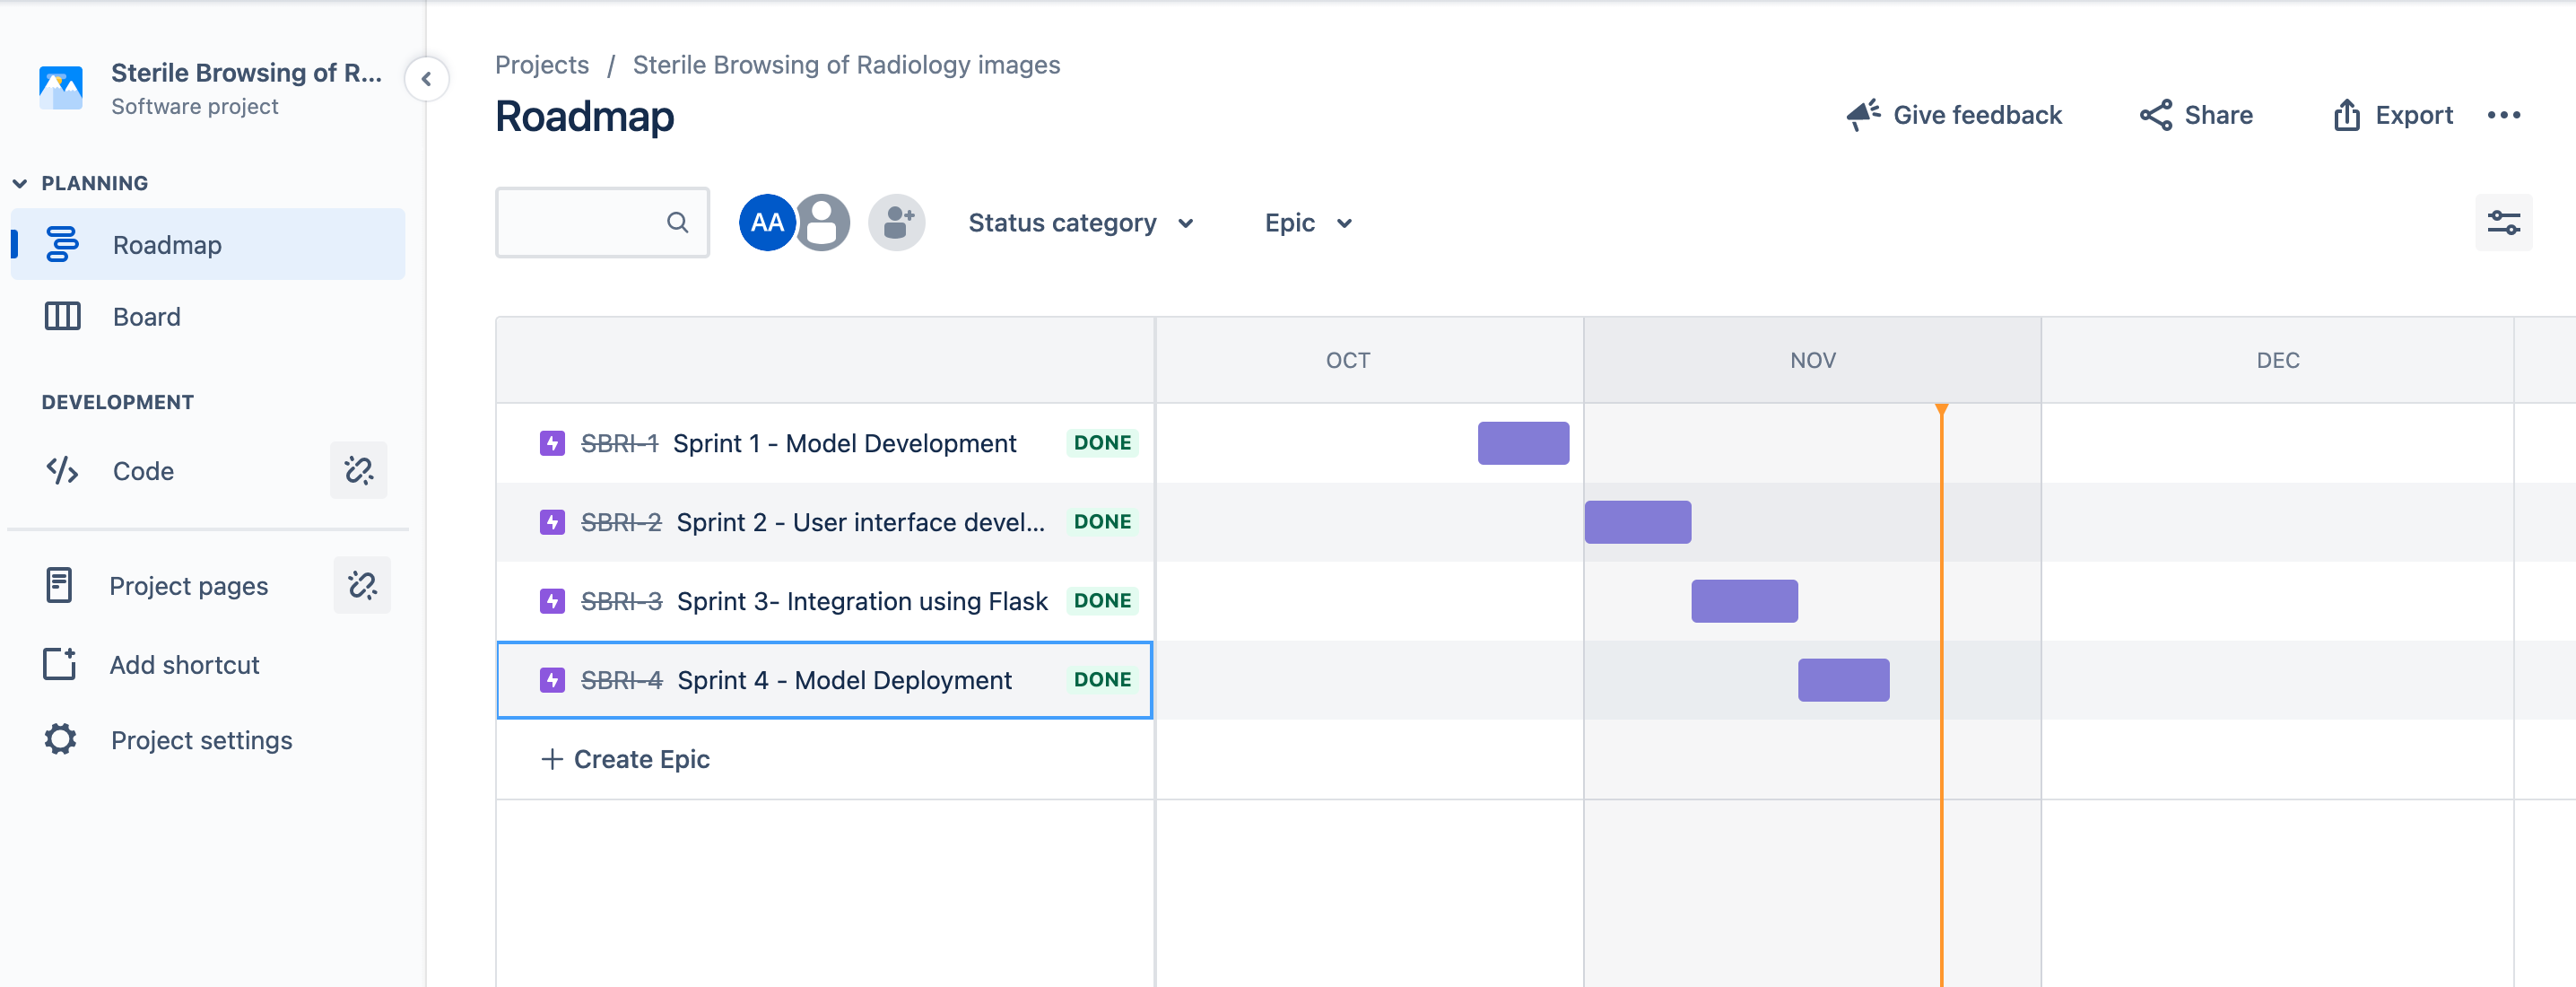 Sterile Browsing of R...
Software project
PLANNING
Roadmap
Board
DEVELOPMENT
Code
Project pages
Add shortcut
Project settings
Projects / Sterile Browsing of Radiology images
Roadmap
Give feedback
Share
Export
AA
Status category
Epic
OCT
NOV
DEC
SBRI-1 Sprint 1 - Model Development DONE
SBRI-2 Sprint 2 - User interface devel... DONE
SBRI-3 Sprint 3- Integration using Flask DONE
SBRI-4 Sprint 4 - Model Deployment DONE
+ Create Epic